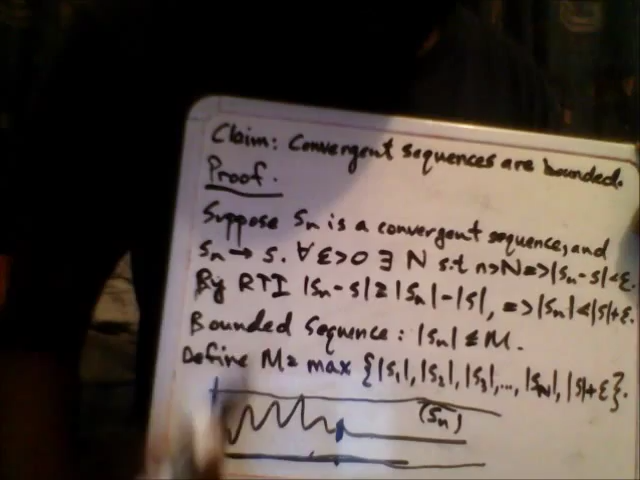 Claim: Convergent sequences are bounded.
Proof.
Suppose Sn is a convergent sequence, and
Sn → S. ∀ ε>0 ∃ N s.t n>N=>|Sn-S|<ε.
By RTI |Sn-S|≥|Sn|-|S|, =>|Sn|<|S|+ε.
Bounded Sequence: |Sn| ≤ M.
Define M= max {|S1|,|S2|,|S3|,...,|SN|,|S|+ε}.
(Sn)